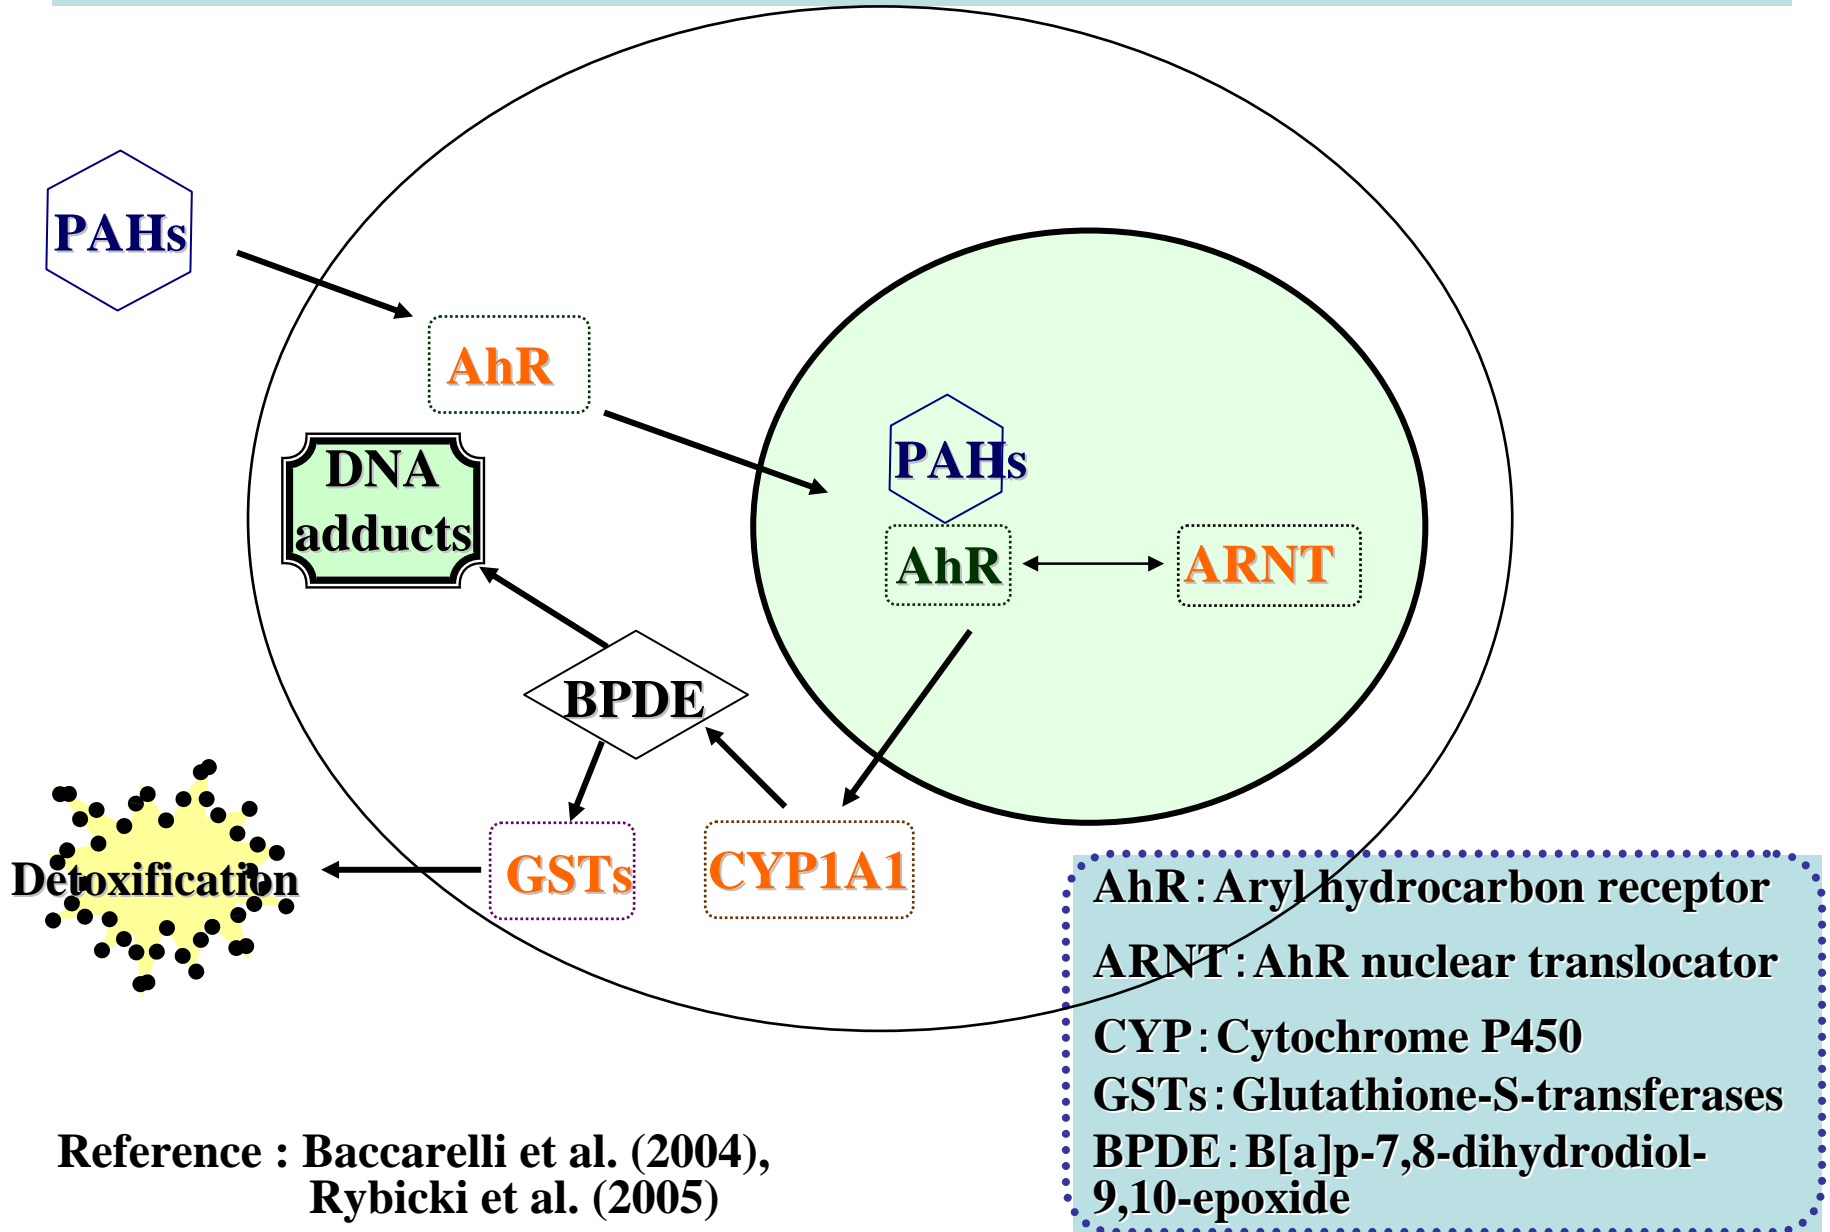 PAHs
AhR
PAHs
DNA
adducts
AhR
ARNT
BPDE
GSTs
CYP1A1
Detoxification
AhR：Aryl hydrocarbon receptor
ARNT：AhR nuclear translocator
CYP：Cytochrome P450
GSTs：Glutathione-S-transferases
BPDE：B[a]p-7,8-dihydrodiol-
9,10-epoxide
Reference : Baccarelli et al. (2004),
Rybicki et al. (2005)